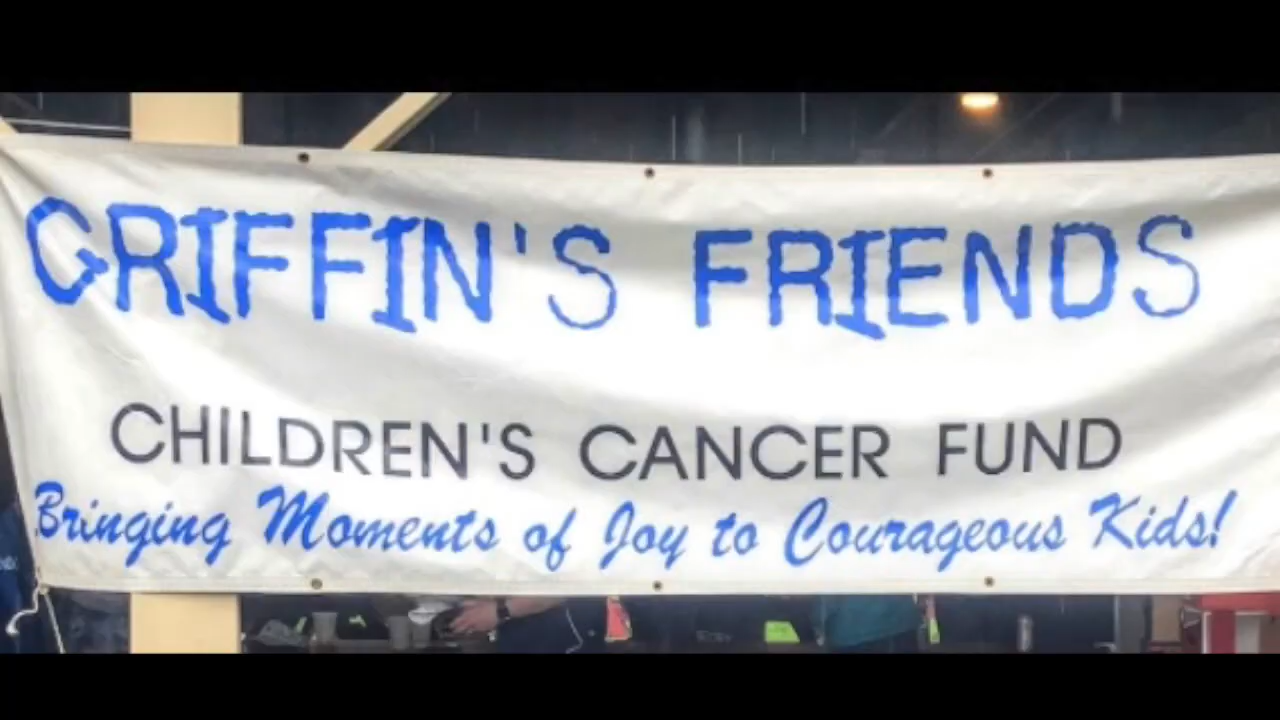 GRIFFIN'S FRIENDS
CHILDREN'S CANCER FUND
Bringing Moments of Joy to Courageous Kids!